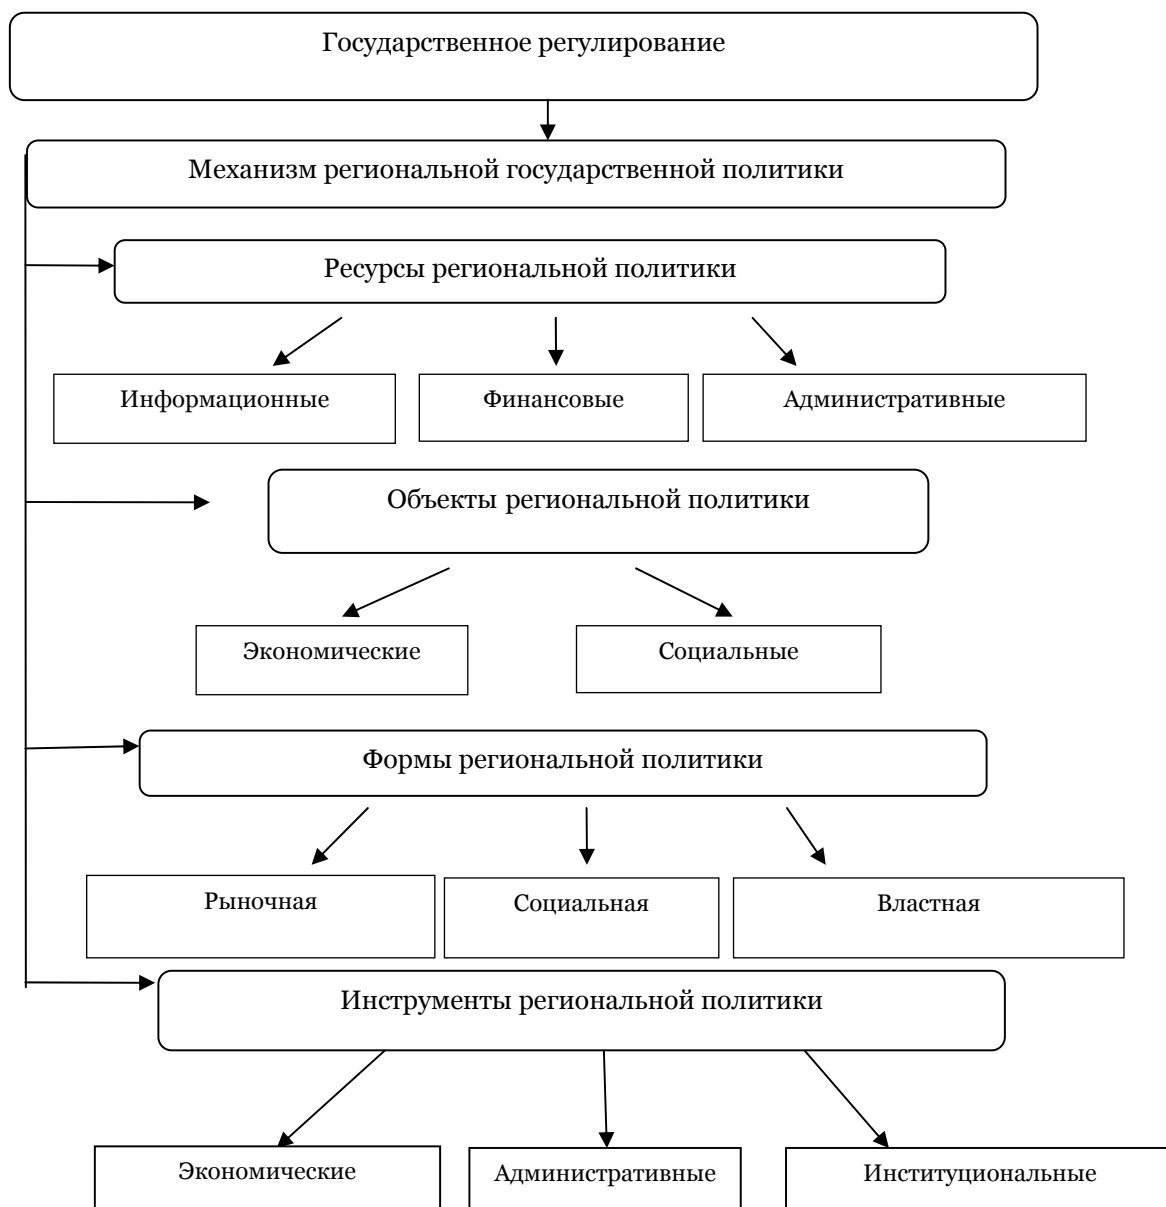 Государственное регулирование
Механизм региональной государственной политики
Ресурсы региональной политики
Информационные
Финансовые
Административные
Объекты региональной политики
Экономические
Социальные
Формы региональной политики
Рыночная
Социальная
Властная
Инструменты региональной политики
Экономические
Административные
Институциональные